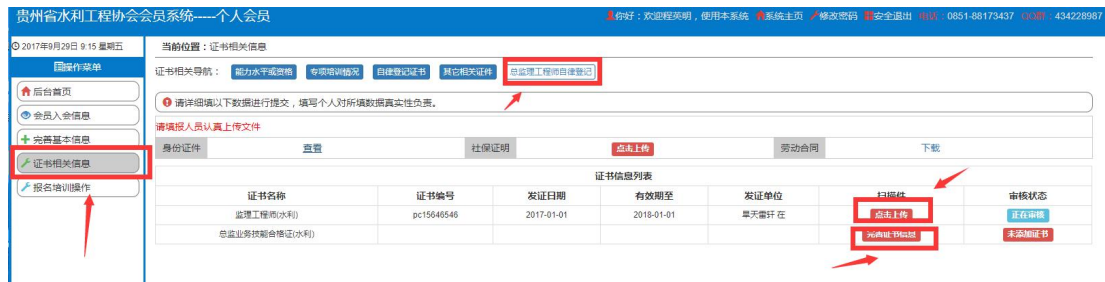 贵州省水利工程协会会员系统-----个人会员 你好：欢迎程英明，使用本系统 系统主页 修改密码 安全退出 电话：0851-88173437 QQ群：434228987
2017年9月29日 9:15 星期五 当前位置：证书相关信息
操作菜单
证书相关导航： 能力水平或资格 专项培训情况 自律登记证书 其它相关证件 总监理工程师自律登记
后台首页
请详细填以下数据进行提交，填写个人对所填数据真实性负责。
会员入会信息
请填报人员认真上传文件
完善基本信息
身份证件 查看 社保证明 点击上传 劳动合同 下载
证书相关信息
证书信息列表
报名培训操作
证书名称 证书编号 发证日期 有效期至 发证单位 扫描件 审核状态
监理工程师(水利) pc15646546 2017-01-01 2018-01-01 旱天雷轩 在 点击上传 正在审核
总监业务技能合格证(水利) 完善证书信息 未添加证书